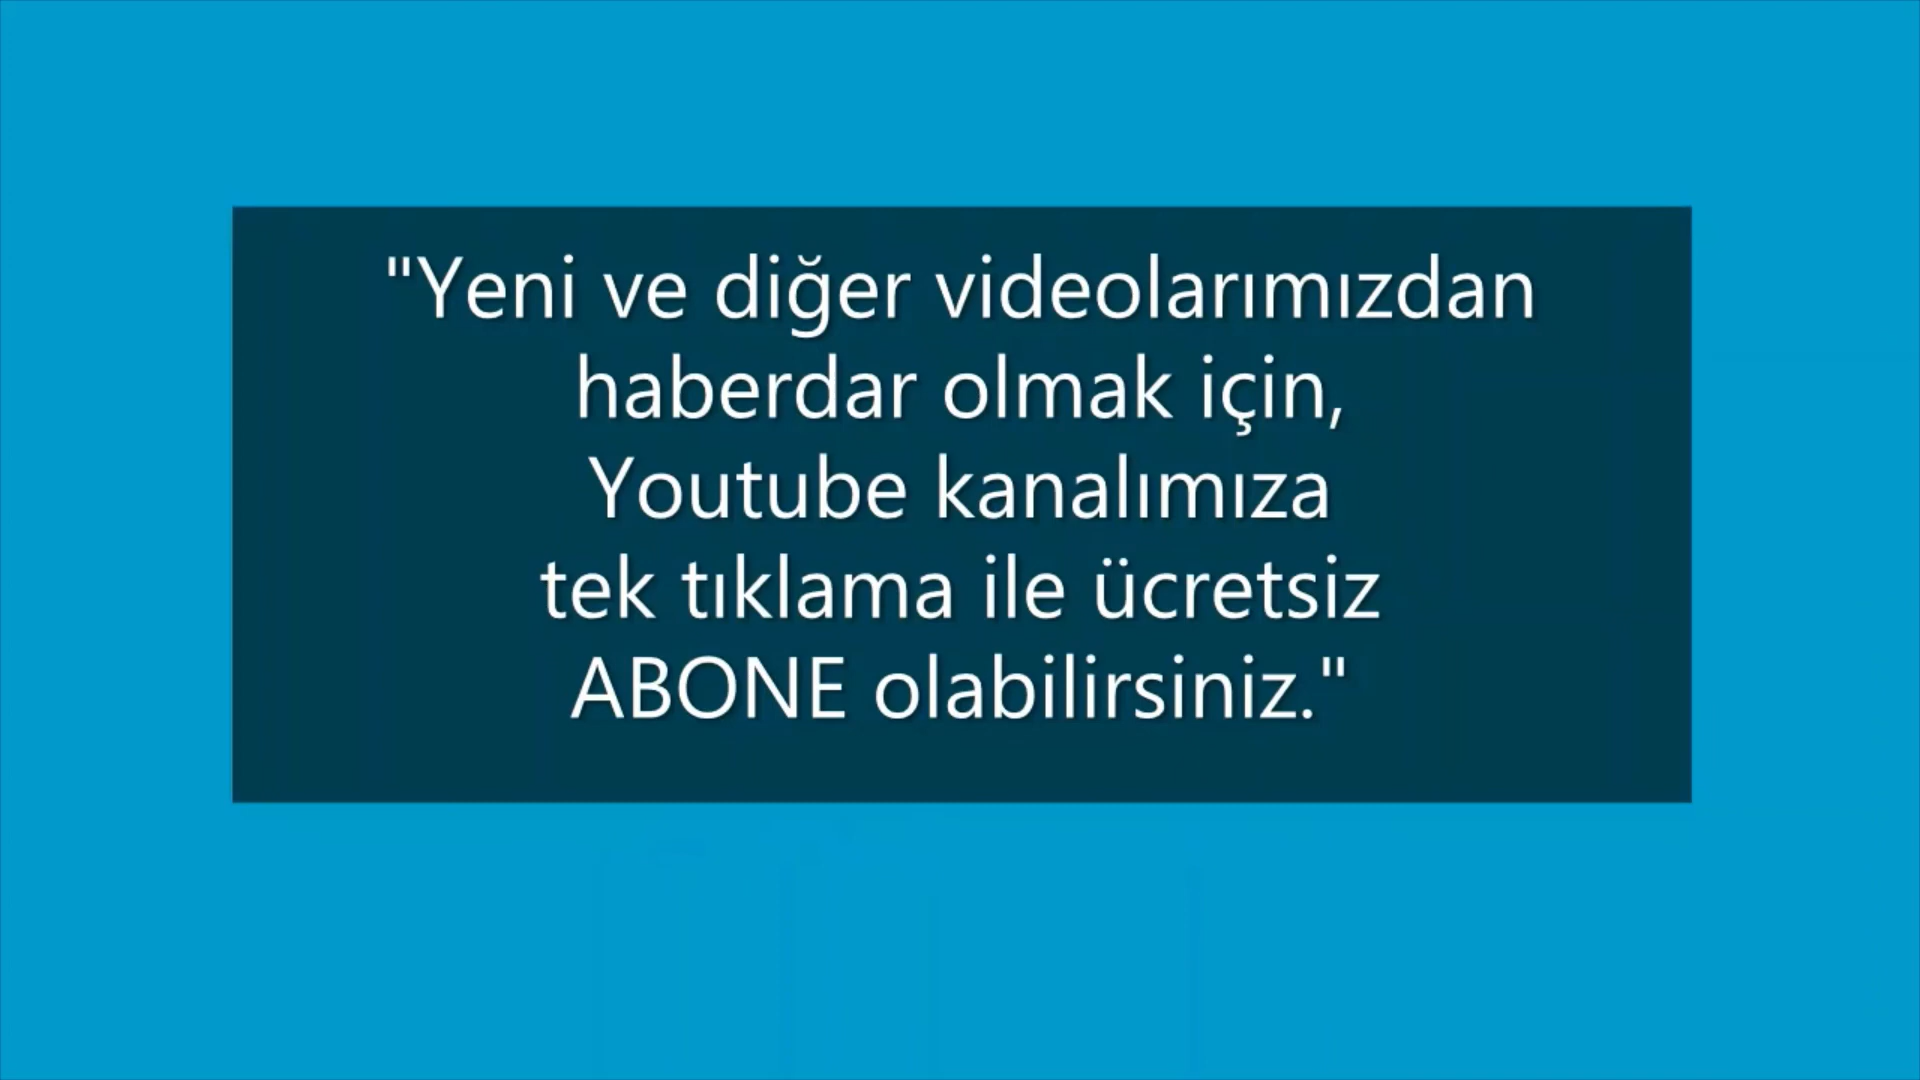 "Yeni ve diğer videolarımızdan
haberdar olmak için,
Youtube kanalımıza
tek tıklama ile ücretsiz
ABONE olabilirsiniz."